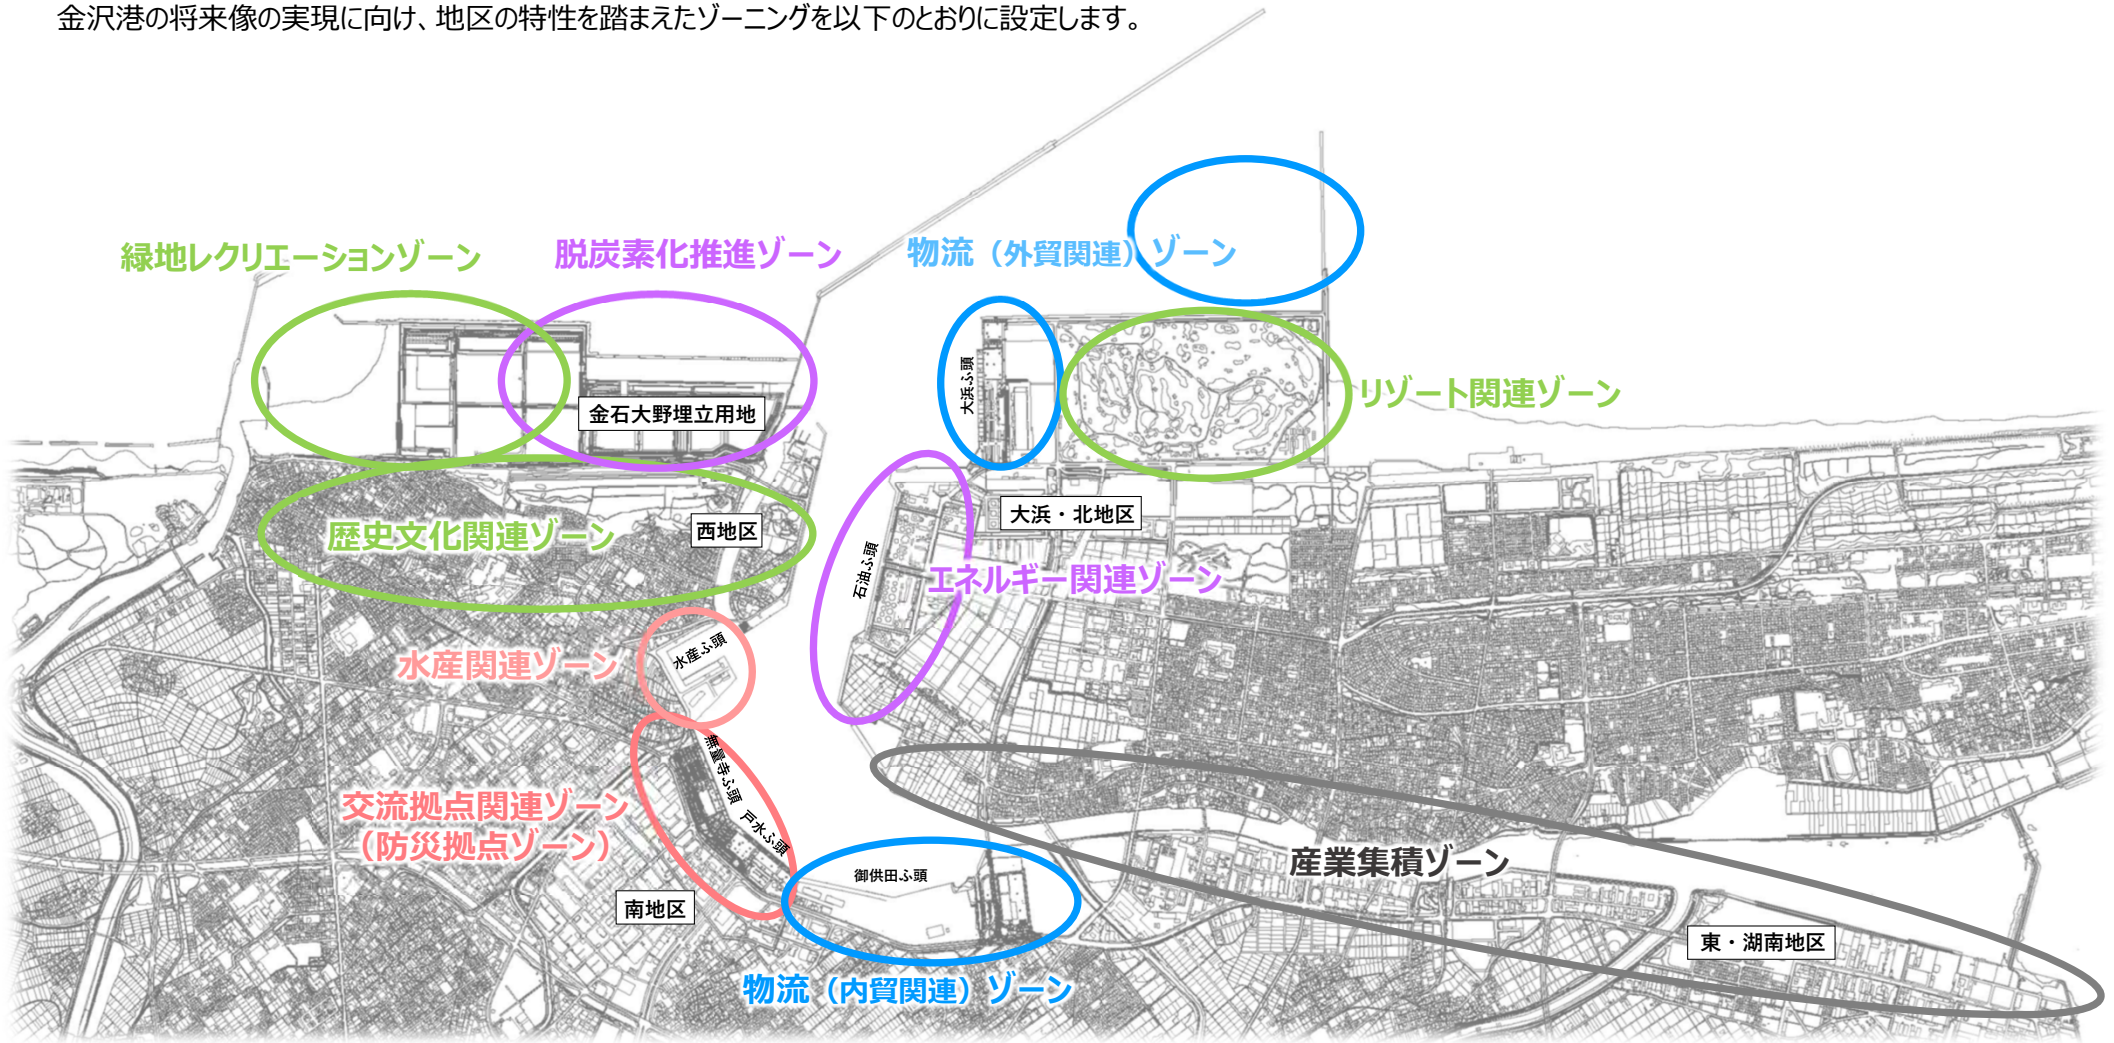 金沢港の将来像の実現に向け、地区の特性を踏まえたゾーニングを以下のとおりに設定します。
緑地レクリエーションゾーン
脱炭素化推進ゾーン
物流（外貿関連）ゾーン
大浜ふ頭
リゾート関連ゾーン
金石大野埋立用地
大浜・北地区
西地区
歴史文化関連ゾーン
石油ふ頭
エネルギー関連ゾーン
水産ふ頭
水産関連ゾーン
無量寺ふ頭
戸水ふ頭
交流拠点関連ゾーン
（防災拠点ゾーン）
御供田ふ頭
産業集積ゾーン
南地区
東・湖南地区
物流（内貿関連）ゾーン